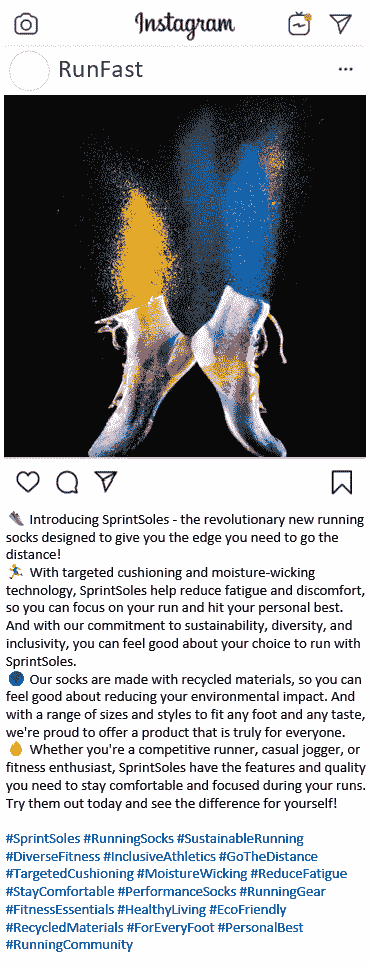 Instagram
RunFast
Introducing SprintSoles - the revolutionary new running
socks designed to give you the edge you need to go the
distance!
With targeted cushioning and moisture-wicking
technology, SprintSoles help reduce fatigue and discomfort,
so you can focus on your run and hit your personal best.
And with our commitment to sustainability, diversity, and
inclusivity, you can feel good about your choice to run with
SprintSoles.
Our socks are made with recycled materials, so you can
feel good about reducing your environmental impact. And
with a range of sizes and styles to fit any foot and any taste,
we're proud to offer a product that is truly for everyone.
Whether you're a competitive runner, casual jogger, or
fitness enthusiast, SprintSoles have the features and quality
you need to stay comfortable and focused during your runs.
Try them out today and see the difference for yourself!
#SprintSoles #RunningSocks #SustainableRunning
#DiverseFitness #InclusiveAthletics #GoTheDistance
#TargetedCushioning #MoistureWicking #ReduceFatigue
#StayComfortable #PerformanceSocks #RunningGear
#FitnessEssentials #HealthyLiving #EcoFriendly
#RecycledMaterials #ForEveryFoot #PersonalBest
#RunningCommunity